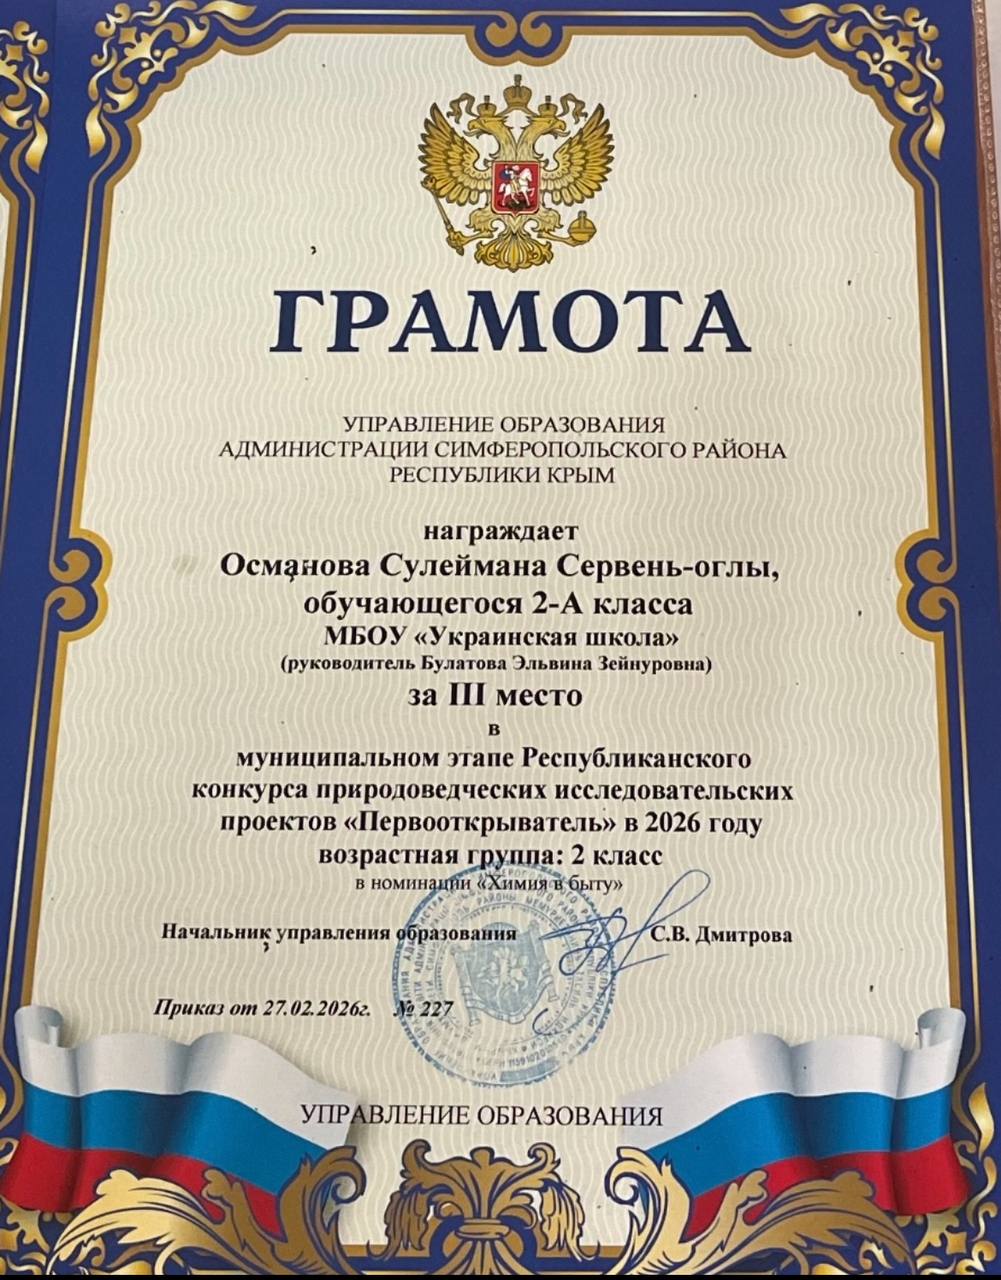 ГРАМОТА
УПРАВЛЕНИЕ ОБРАЗОВАНИЯ
АДМИНИСТРАЦИИ СИМФЕРОПОЛЬСКОГО РАЙОНА
РЕСПУБЛИКИ КРЫМ
награждает
Османова Сулеймана Сервень-оглы,
обучающегося 2-А класса
МБОУ «Украинская школа»
(руководитель Булатова Эльвина Зейнуровна)
за III место
в
муниципальном этапе Республиканского
конкурса природоведческих исследовательских
проектов «Первооткрыватель» в 2026 году
возрастная группа: 2 класс
в номинации «Химия в быту»
Начальник управления образования С.В. Дмитрова
Приказ от 27.02.2026г. № 227
УПРАВЛЕНИЕ ОБРАЗОВАНИЯ